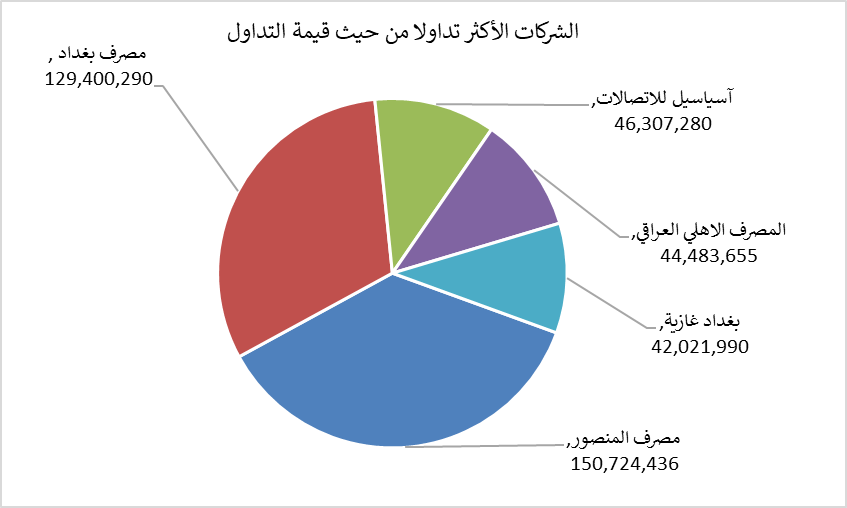 الشركات الأكثر تداولا من حيث قيمة التداول
مصرف بغداد ,
129,400,290
آسياسيل للاتصالات,
46,307,280
المصرف الاهلي العراقي,
44,483,655
بغداد غازية,
42,021,990
مصرف المنصور,
150,724,436